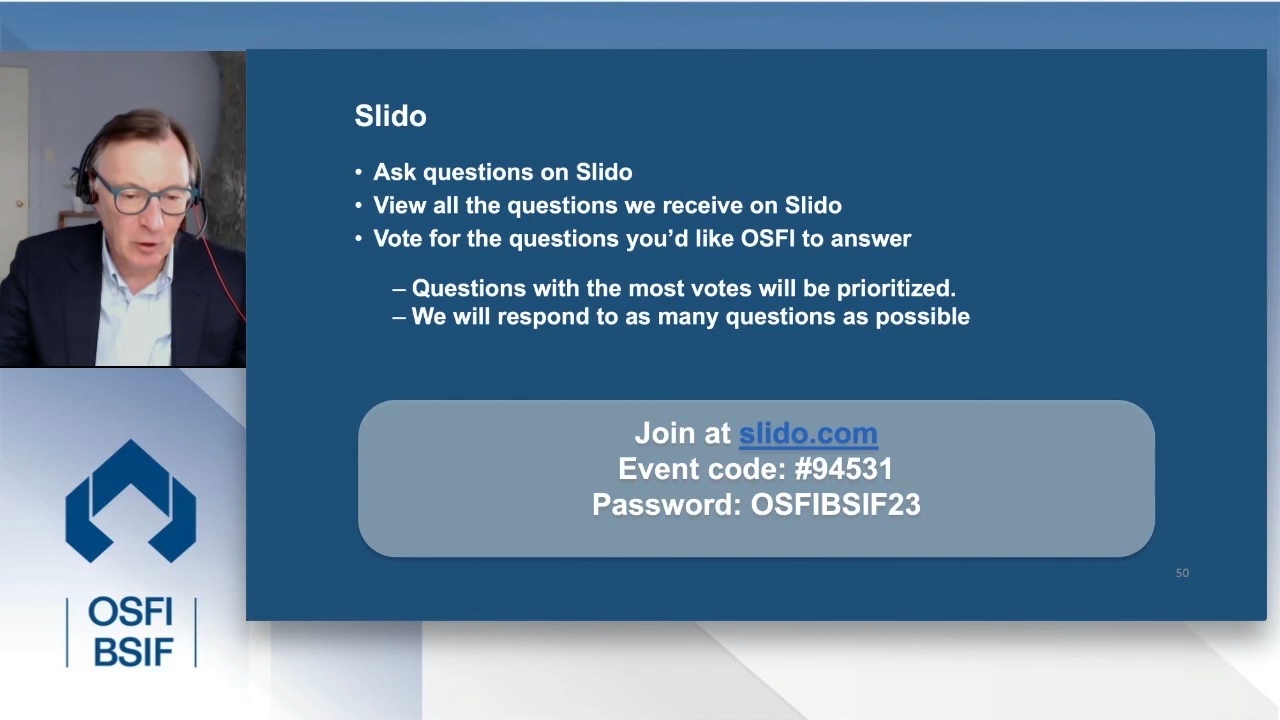 Slido
• Ask questions on Slido
• View all the questions we receive on Slido
• Vote for the questions you’d like OSFI to answer
– Questions with the most votes will be prioritized.
– We will respond to as many questions as possible
Join at slido.com
Event code: #94531
Password: OSFIBSIF23
50
OSFI
BSIF